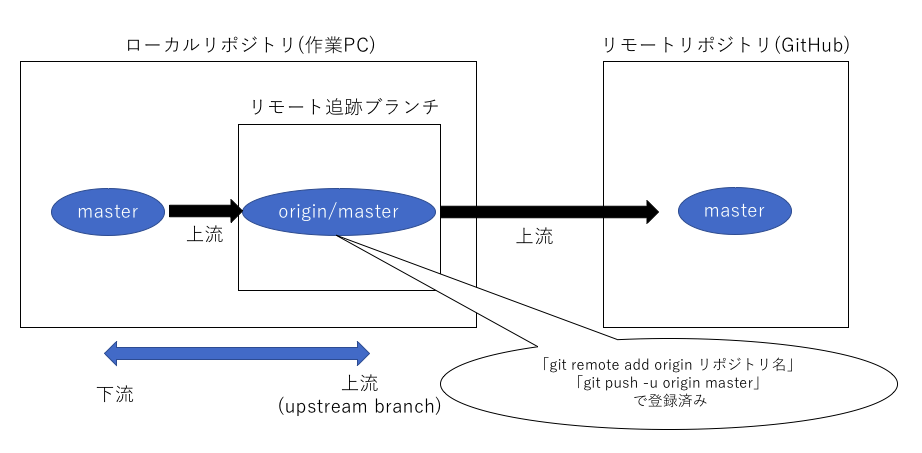 ローカルリポジトリ(作業PC)
リモートリポジトリ(GitHub)
リモート追跡ブランチ
master
origin/master
master
上流
上流
下流
上流
(upstream branch)
「git remote add origin リポジトリ名」
「git push -u origin master」
で登録済み